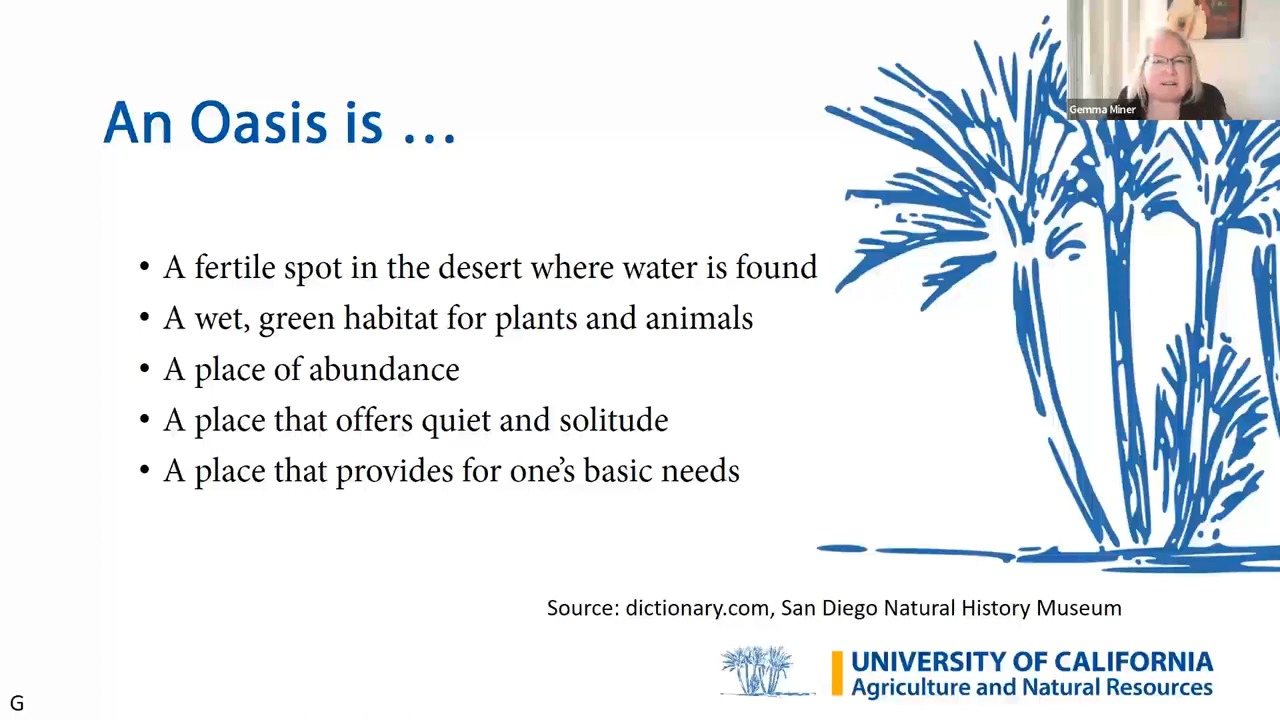 Gemma Miner
An Oasis is …
• A fertile spot in the desert where water is found
• A wet, green habitat for plants and animals
• A place of abundance
• A place that offers quiet and solitude
• A place that provides for one’s basic needs
Source: dictionary.com, San Diego Natural History Museum
UNIVERSITY OF CALIFORNIA
Agriculture and Natural Resources
G